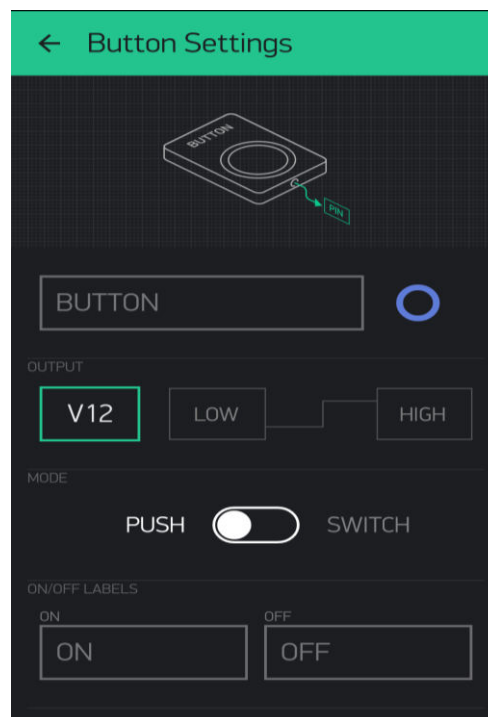 Button Settings
BUTTON
PIN
BUTTON
OUTPUT
V12 LOW HIGH
MODE
PUSH SWITCH
ON/OFF LABELS
ON OFF
ON OFF